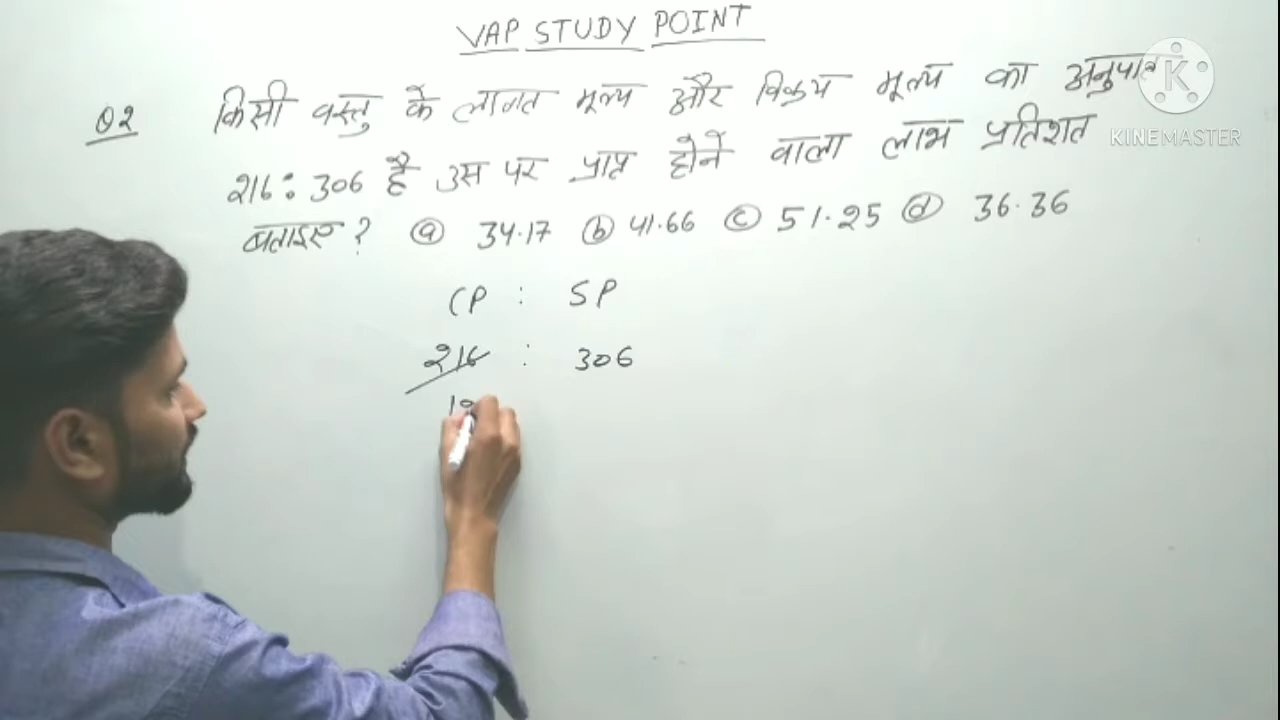 VAP STUDY POINT
Q2 किसी वस्तु के लागत मूल्य और विक्रय मूल्य का अनुपात
216:306 है उस पर प्राप्त होने वाला लाभ प्रतिशत
बताइए? (a) 34.17 (b) 41.66 (c) 51.25 (d) 36.36
CP : SP
216 : 306
KINEMASTER